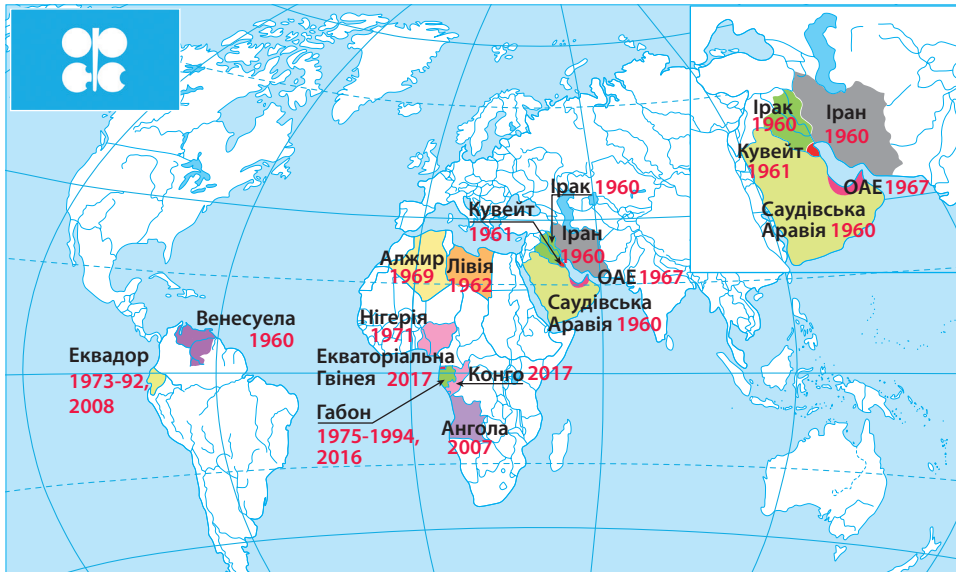 Ірак 1960
Кувейт
1961
Іран
1960
Алжир
1969
Лівія
1962
ОАЕ 1967
Саудівська
Аравія 1960
Венесуела
1960
Нігерія
1971
Еквадор
1973-92,
2008
Екваторіальна
Гвінея 2017
Конго 2017
Габон
1975-1994,
2016
Ангола
2007
Ірак
1960
Іран
1960
Кувейт
1961
ОАЕ 1967
Саудівська
Аравія 1960